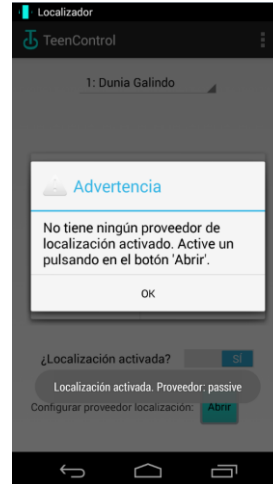 Localizador
TeenControl
1: Dunia Galindo
Advertencia
No tiene ningún proveedor de
localización activado. Active un
pulsando en el botón 'Abrir'.
OK
¿Localización activada? SÍ
Localización activada. Proveedor: passive
Configurar proveedor localización: Abrir